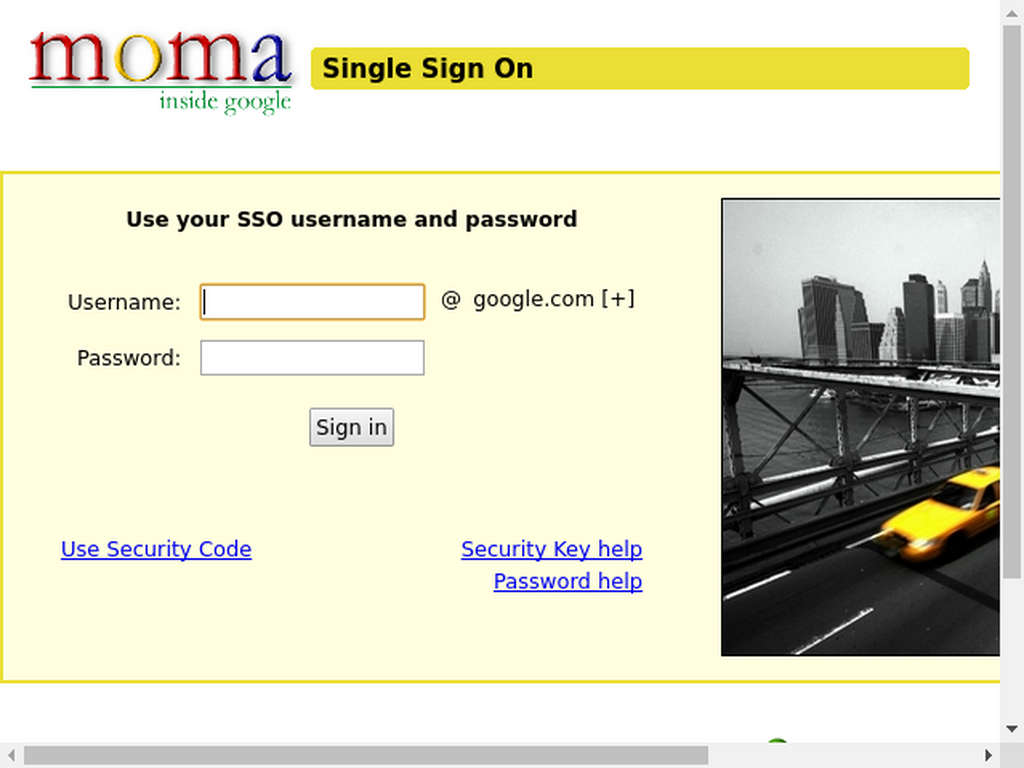 moma
inside google
Single Sign On
Use your SSO username and password
Username: @ google.com [+]
Password:
Sign in
Use Security Code Security Key help
Password help